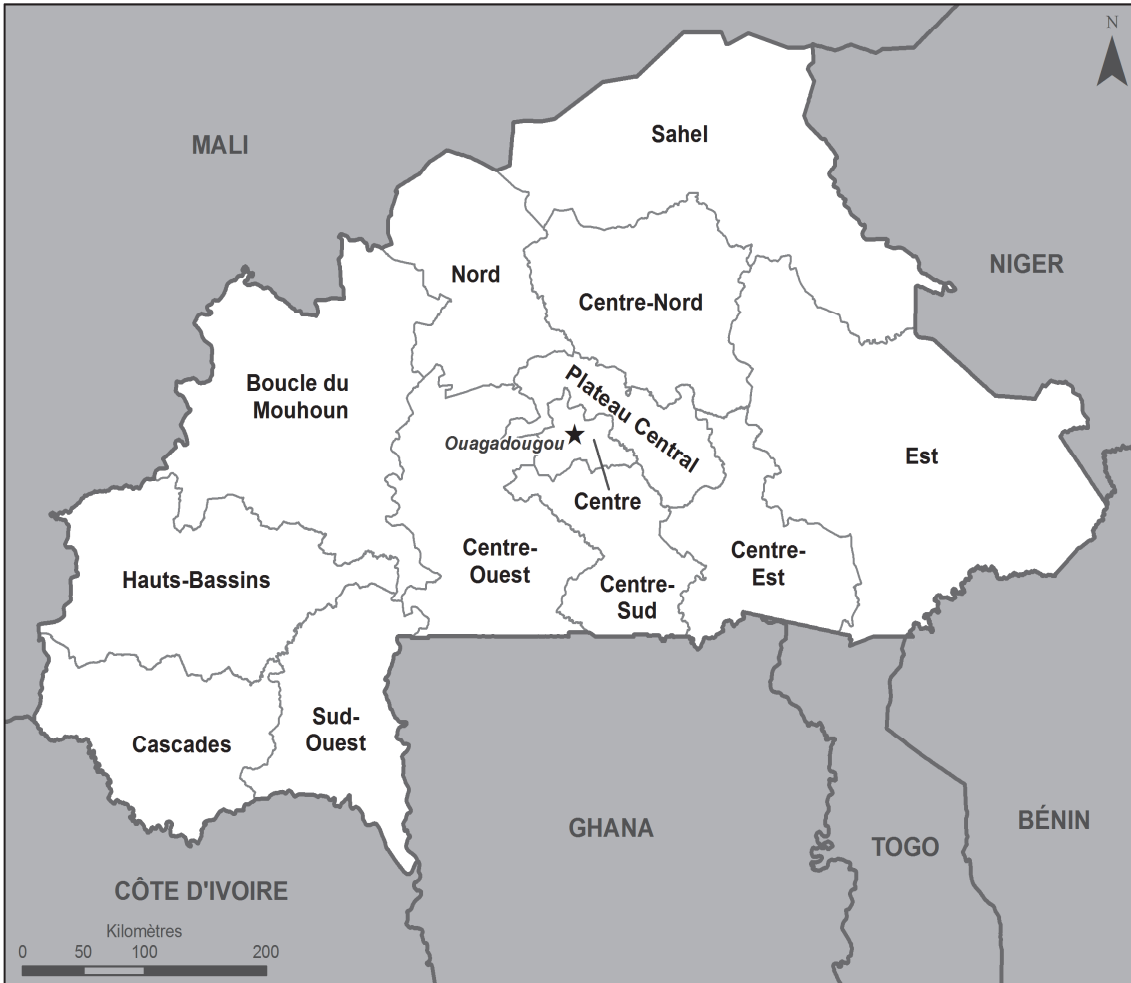 N
Sahel
MALI
NIGER
Nord
Centre-Nord
Boucle du
Mouhoun
Plateau Central
Ouagadougou
Est
Centre
Centre-
Ouest
Centre-
Est
Hauts-Bassins
Centre-
Sud
Sud-
Ouest
Cascades
GHANA
BÉNIN
TOGO
CÔTE D'IVOIRE
Kilomètres
0 50 100 200